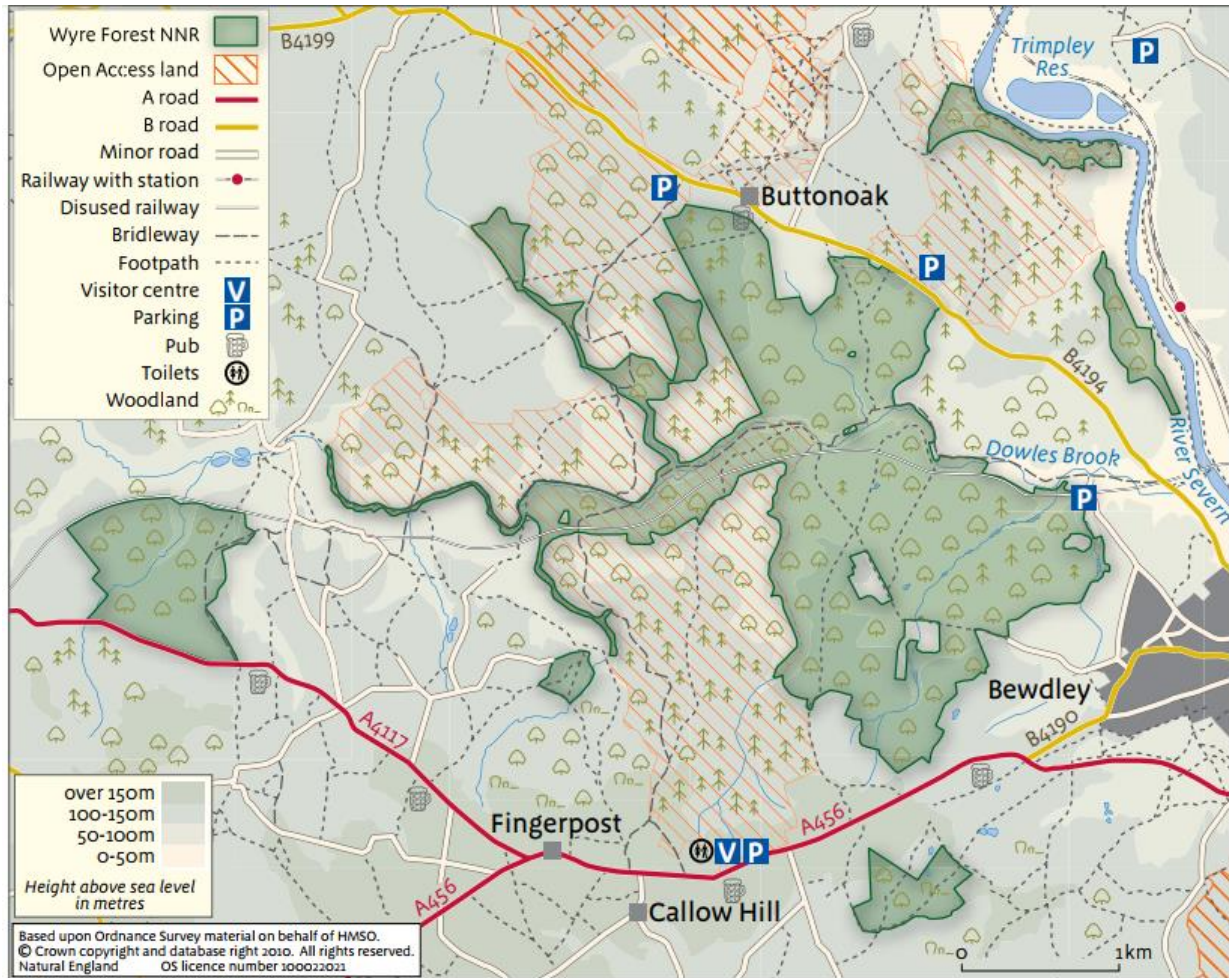 Wyre Forest NNR
Open Access land
A road
B road
Minor road
Railway with station
Disused railway
Bridleway
Footpath
Visitor centre
V
Parking
P
Pub
Toilets
Woodland
B4199
Trimpley
Res
P
P
Buttonoak
P
B4194
Dowles Brook
River Severn
P
Bewdley
B4190
A4117
A456
Fingerpost
V P
A456
Callow Hill
over 150m
100-150m
50-100m
0-50m
Height above sea level
in metres
Based upon Ordnance Survey material on behalf of HMSO.
© Crown copyright and database right 2010. All rights reserved.
Natural England OS licence number 100022021
0 1km